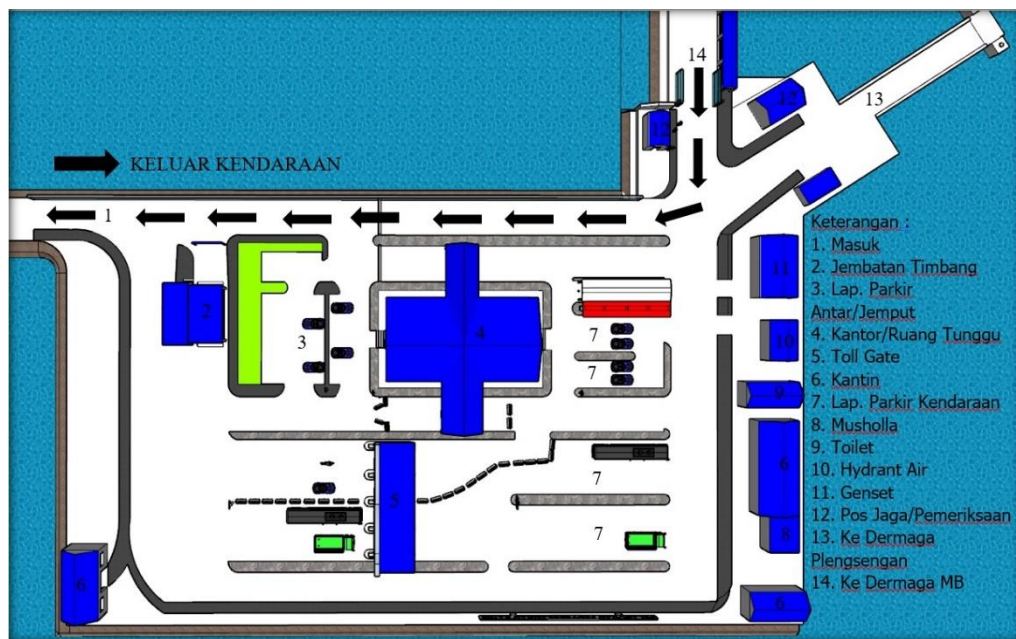 14
12
13
12
KELUAR KENDARAAN
1
2
3
4
7
7
11
10
9
5
7
7
6
8
6
6
Keterangan :
1. Masuk
2. Jembatan Timbang
3. Lap. Parkir
Antar/Jemput
4. Kantor/Ruang Tunggu
5. Toll Gate
6. Kantin
7. Lap. Parkir Kendaraan
8. Musholla
9. Toilet
10. Hydrant Air
11. Genset
12. Pos Jaga/Pemeriksaan
13. Ke Dermaga
Plengsengan
14. Ke Dermaga MB